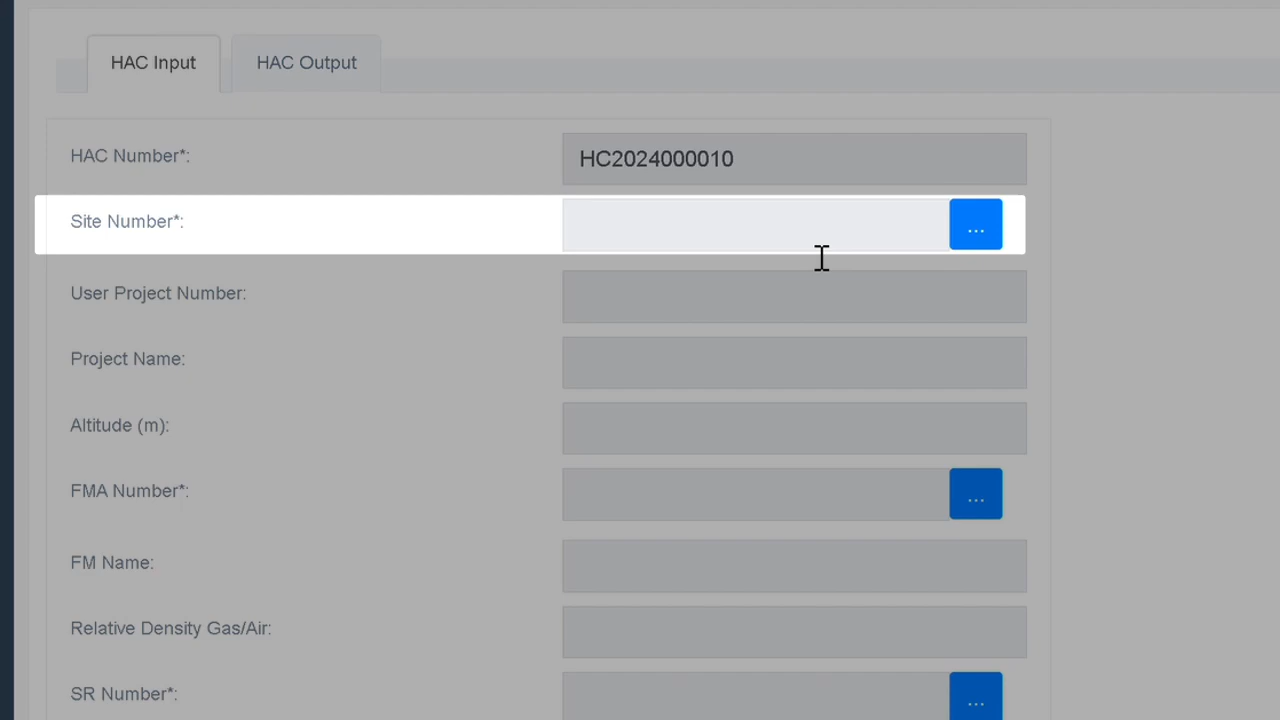 HAC Input
HAC Output
HAC Number*:
HC2024000010
Site Number*:
...
User Project Number:
Project Name:
Altitude (m):
FMA Number*:
...
FM Name:
Relative Density Gas/Air:
SR Number*:
...